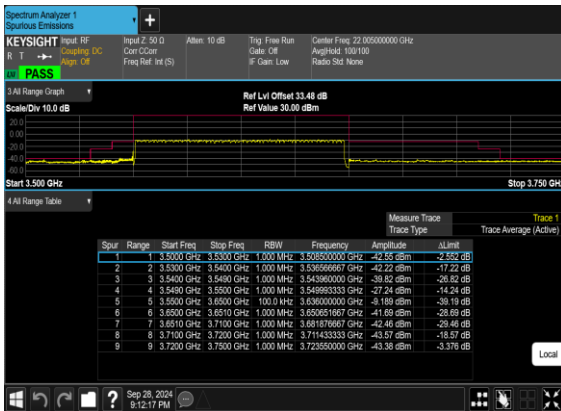 Spectrum Analyzer 1
Spurious Emissions
KEYSIGHT Input: RF Input Z: 50 Ω Atten: 10 dB Trig: Free Run Center Freq: 22.005000000 GHz
R T Coupling: DC Corr CCorr Gate: Off Avg|Hold: 100/100
Align: Off Freq Ref: Int (S) IF Gain: Low Radio Std: None
PASS
3 All Range Graph
Ref Lvl Offset 33.48 dB
Scale/Div 10.0 dB Ref Value 30.00 dBm
20.0
0.00
-20.0
-40.0
-60.0
Start 3.500 GHz Stop 3.750 GH
4 All Range Table
Measure Trace Trace 1
Trace Type Trace Average (Active)
Spur Range Start Freq Stop Freq RBW Frequency Amplitude ΔLimit
1 1 3.5000 GHz 3.5300 GHz 1.000 MHz 3.508500000 GHz -42.55 dBm -2.552 dB
2 2 3.5300 GHz 3.5400 GHz 1.000 MHz 3.536566667 GHz -42.22 dBm -17.22 dB
3 3 3.5400 GHz 3.5490 GHz 1.000 MHz 3.543960000 GHz -39.82 dBm -26.82 dB
4 4 3.5490 GHz 3.5500 GHz 1.000 MHz 3.549993333 GHz -27.24 dBm -14.24 dB
5 5 3.5500 GHz 3.6500 GHz 100.0 kHz 3.636000000 GHz -9.189 dBm -39.19 dB
6 6 3.6500 GHz 3.6510 GHz 1.000 MHz 3.650651667 GHz -41.69 dBm -28.69 dB
7 7 3.6510 GHz 3.7100 GHz 1.000 MHz 3.681876667 GHz -42.46 dBm -29.46 dB
8 8 3.7100 GHz 3.7200 GHz 1.000 MHz 3.711433333 GHz -43.57 dBm -18.57 dB
9 9 3.7200 GHz 3.7500 GHz 1.000 MHz 3.723550000 GHz -43.38 dBm -3.376 dB
Local
Sep 28, 2024
9:12:17 PM